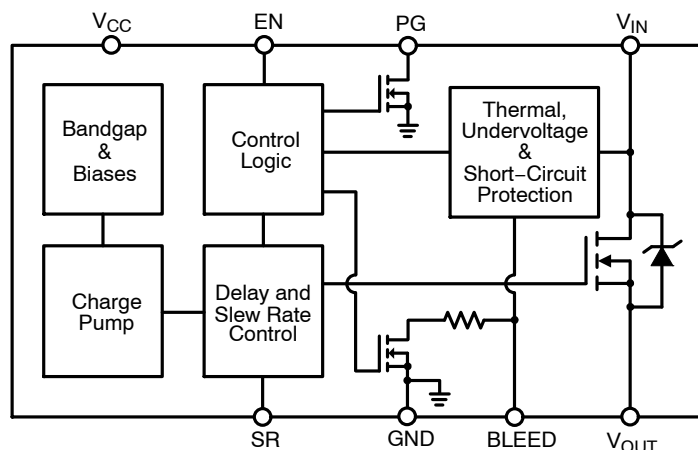 VCC
EN
PG
VIN
Bandgap
&
Biases
Control
Logic
Thermal,
Undervoltage
&
Short−Circuit
Protection
Charge
Pump
Delay and
Slew Rate
Control
SR
GND
BLEED
VOUT